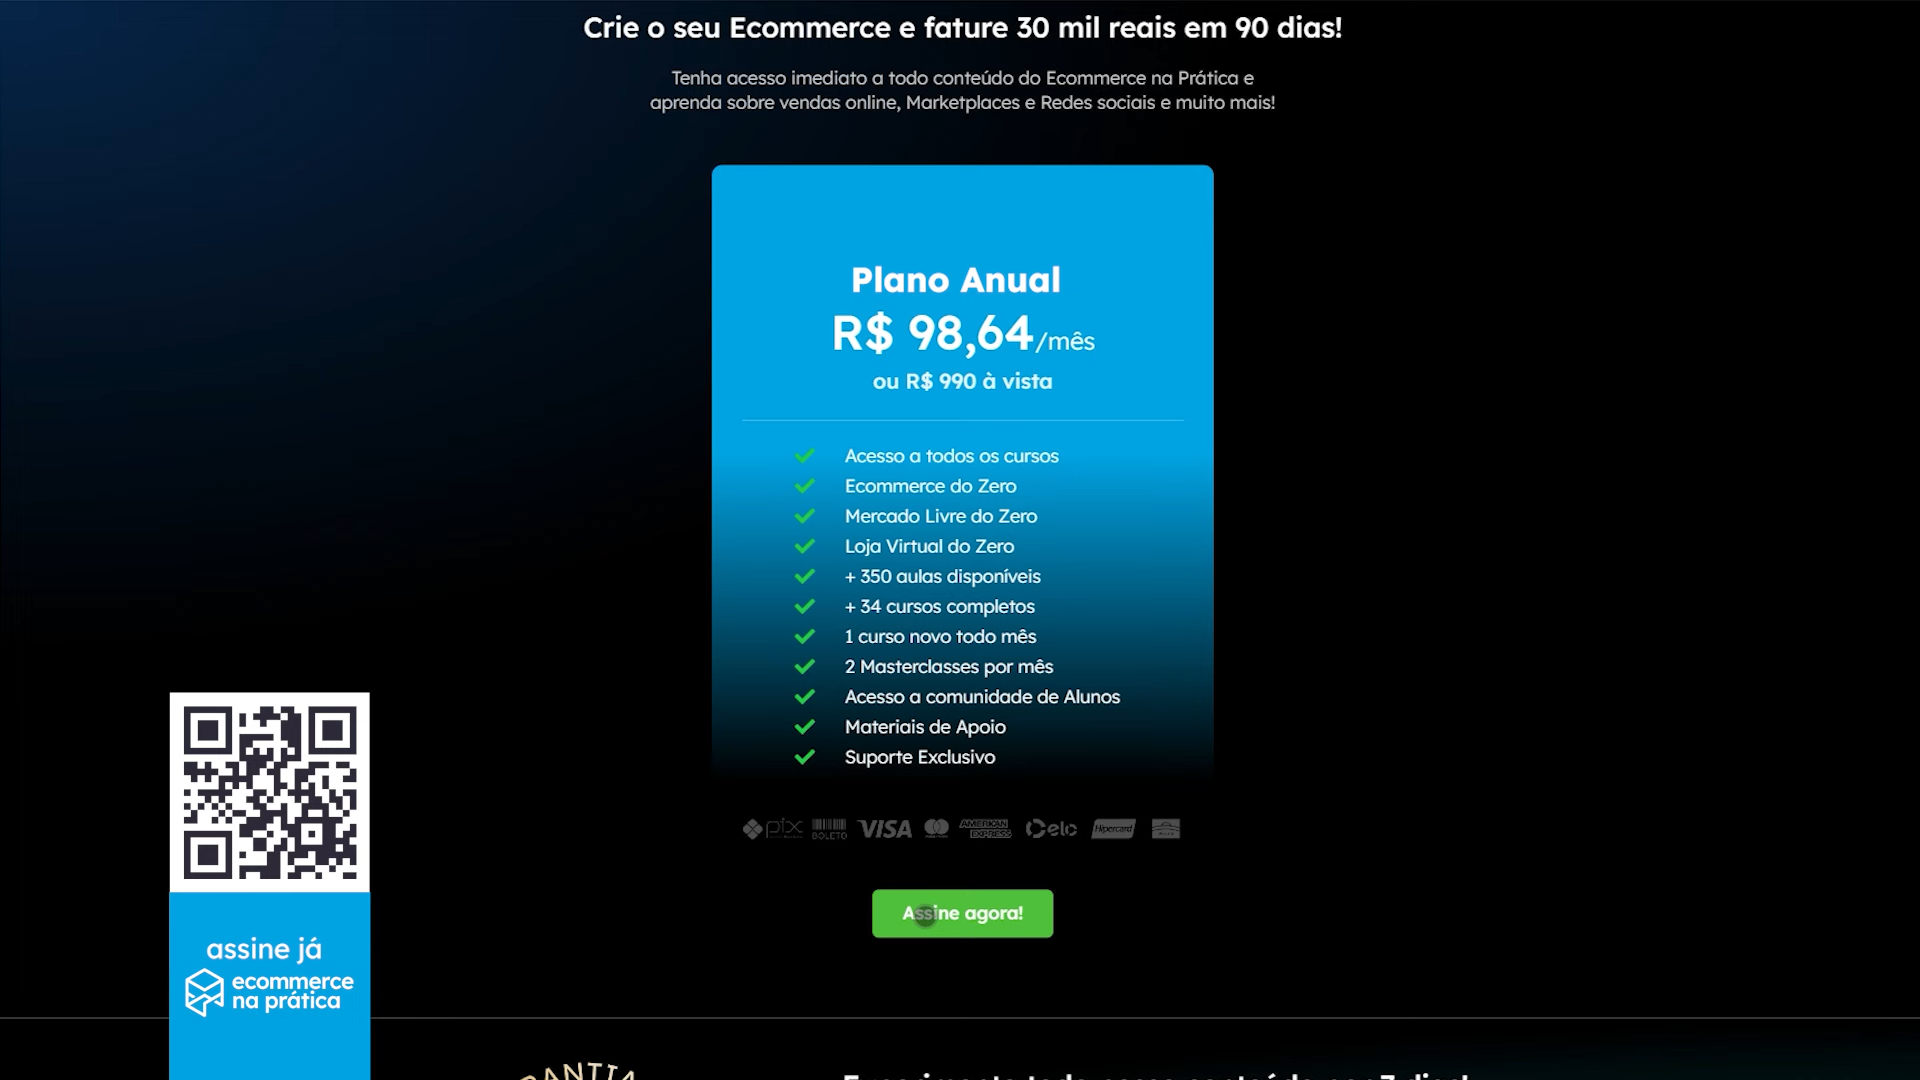 Crie o seu Ecommerce e fature 30 mil reais em 90 dias!
Tenha acesso imediato a todo conteúdo do Ecommerce na Prática e
aprenda sobre vendas online, Marketplaces e Redes sociais e muito mais!
Plano Anual
R$ 98,64/mês
ou R$ 990 à vista
Acesso a todos os cursos
Ecommerce do Zero
Mercado Livre do Zero
Loja Virtual do Zero
+ 350 aulas disponíveis
+ 34 cursos completos
1 curso novo todo mês
2 Masterclasses por mês
Acesso a comunidade de Alunos
Materiais de Apoio
Suporte Exclusivo
pix BOLETO VISA AMERICAN EXPRESS elo Hipercard
Assine agora!
assine já
ecommerce
na prática